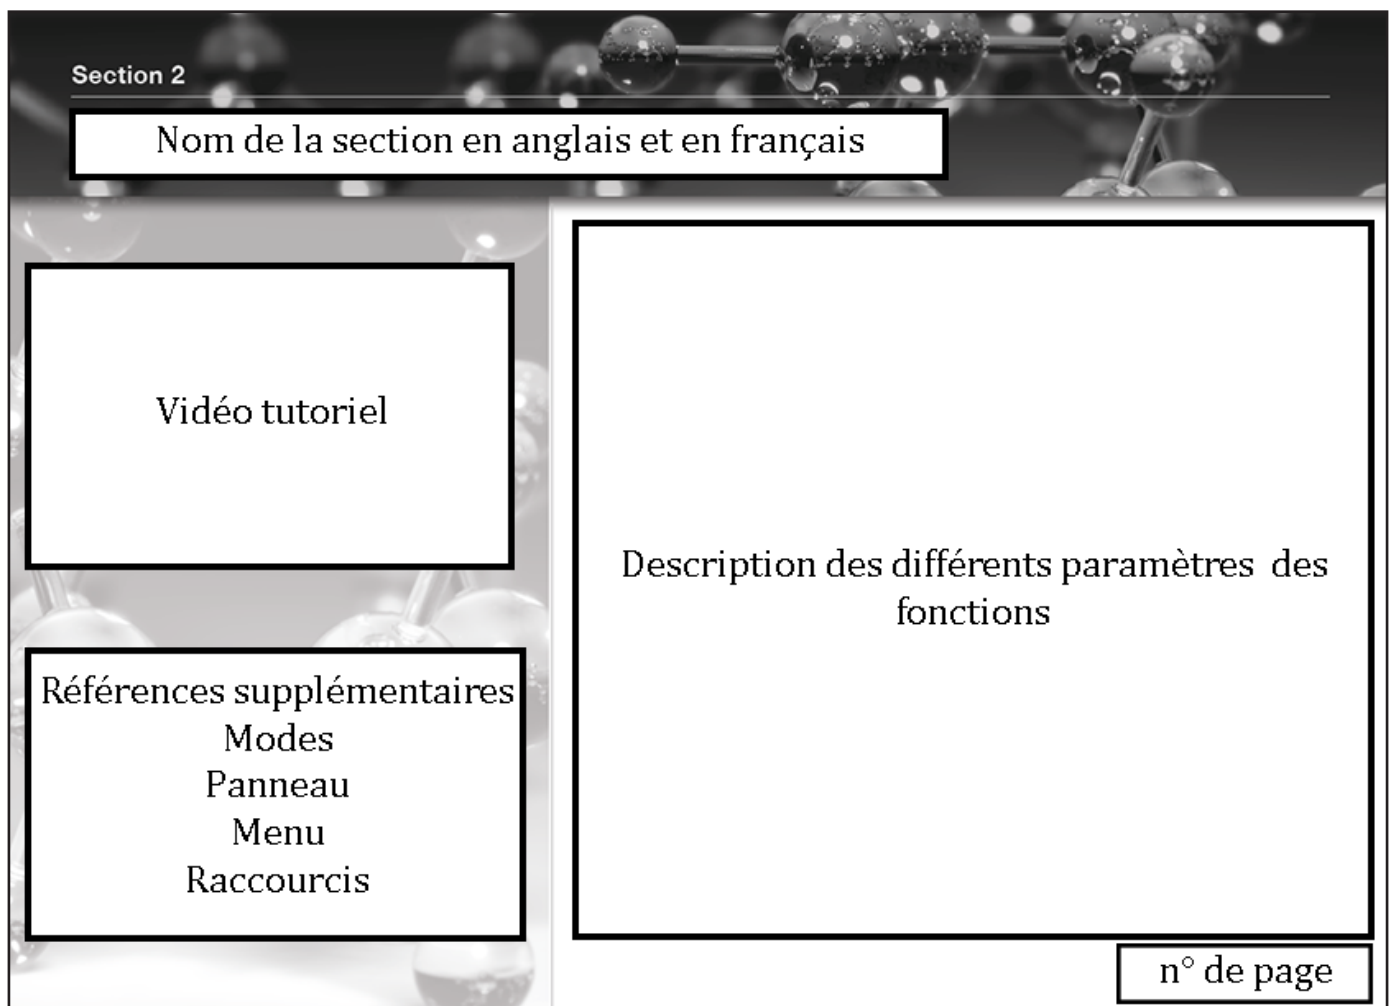 Section 2
Nom de la section en anglais et en français
Vidéo tutoriel
Références supplémentaires
Modes
Panneau
Menu
Raccourcis
Description des différents paramètres des
fonctions
n° de page